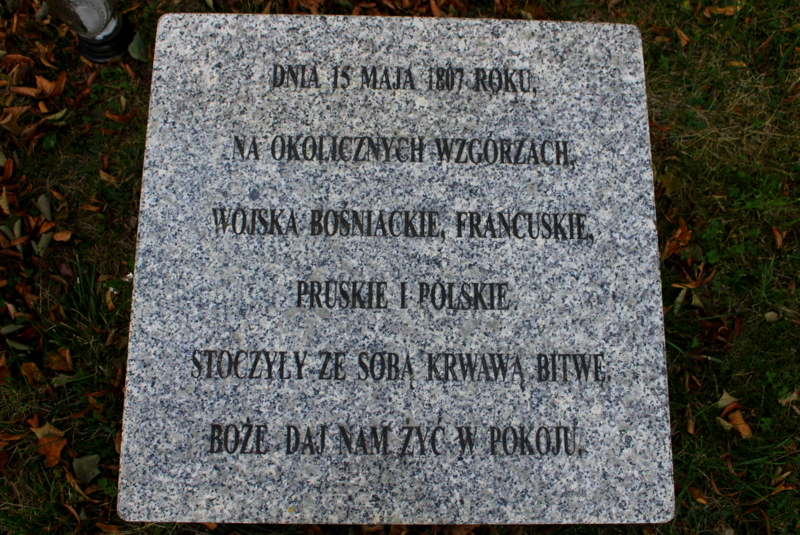 DNIA 15 MAJA 1807 ROKU,
NA OKOLICZNYCH WZGÓRZACH,
WOJSKA BOŚNIACKIE, FRANCUSKIE,
PRUSKIE I POLSKIE
STOCZYŁY ZE SOBĄ KRWAWĄ BITWĘ.
BOŻE DAJ NAM ŻYĆ W POKOJU.